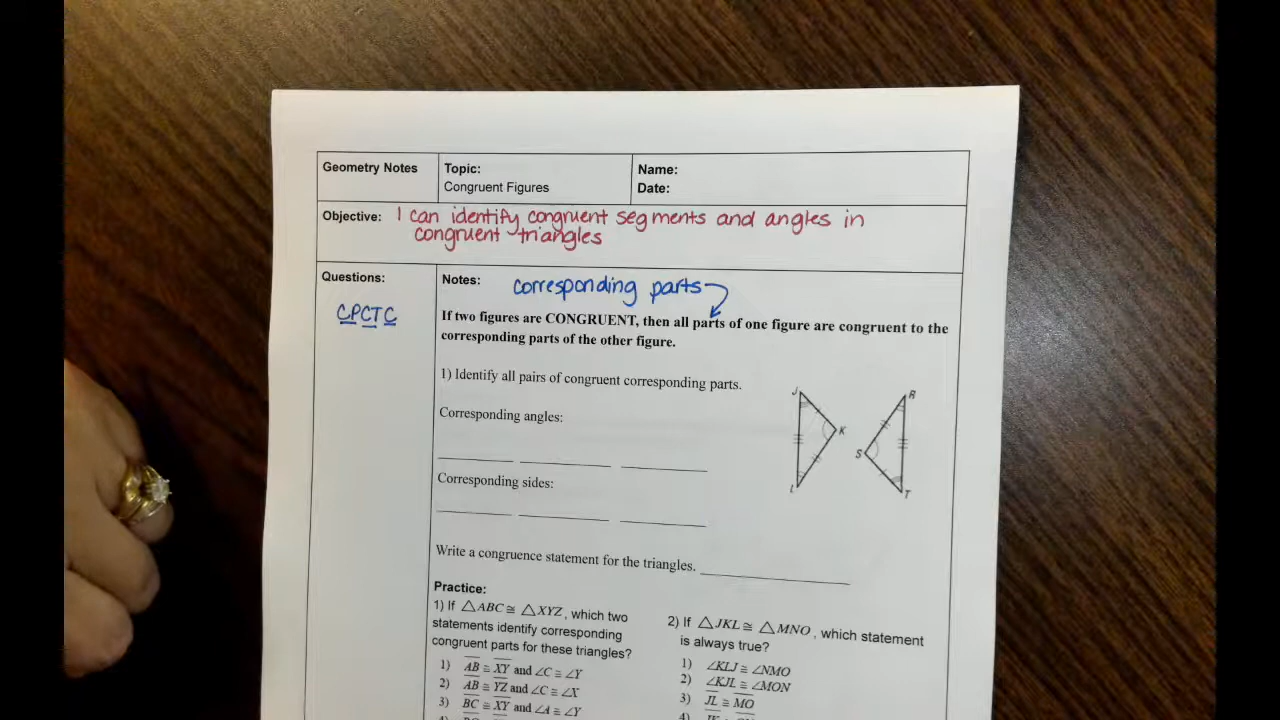 Geometry Notes
Topic:
Congruent Figures
Name:
Date:
Objective: I can identify congruent segments and angles in
congruent triangles
Questions:
CPCTC
Notes: corresponding parts
If two figures are CONGRUENT, then all parts of one figure are congruent to the
corresponding parts of the other figure.
1) Identify all pairs of congruent corresponding parts.
J
K
L
R
S
T
Corresponding angles:
Corresponding sides:
Write a congruence statement for the triangles.
Practice:
1) If △ABC ≅ △XYZ, which two
statements identify corresponding
congruent parts for these triangles?
1) AB ≅ XY and ∠C ≅ ∠Y
2) AB ≅ YZ and ∠C ≅ ∠X
3) BC ≅ XY and ∠A ≅ ∠Y
2) If △JKL ≅ △MNO, which statement
is always true?
1) ∠KLJ ≅ ∠NMO
2) ∠KJL ≅ ∠MON
3) JL ≅ MO
4)